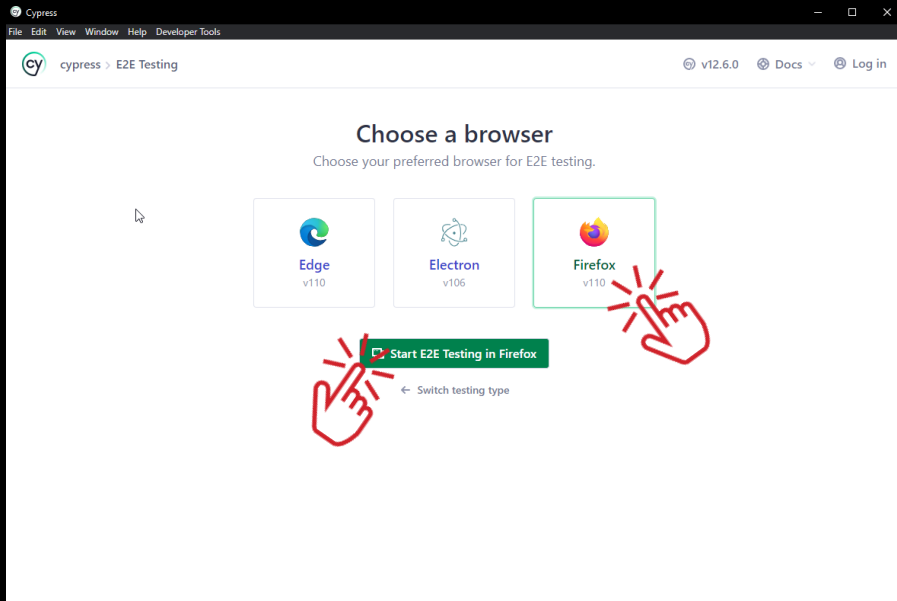 Cypress
File Edit View Window Help Developer Tools
cy cypress > E2E Testing v12.6.0 Docs Log in
Choose a browser
Choose your preferred browser for E2E testing.
Edge Electron Firefox
v110 v106 v110
Start E2E Testing in Firefox
← Switch testing type